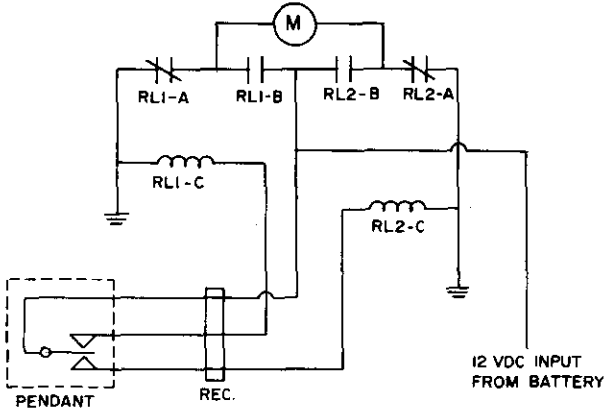 M
RL1-A
RL1-B
RL2-B
RL2-A
RL1-C
RL2-C
PENDANT
REC.
12 VDC INPUT
FROM BATTERY